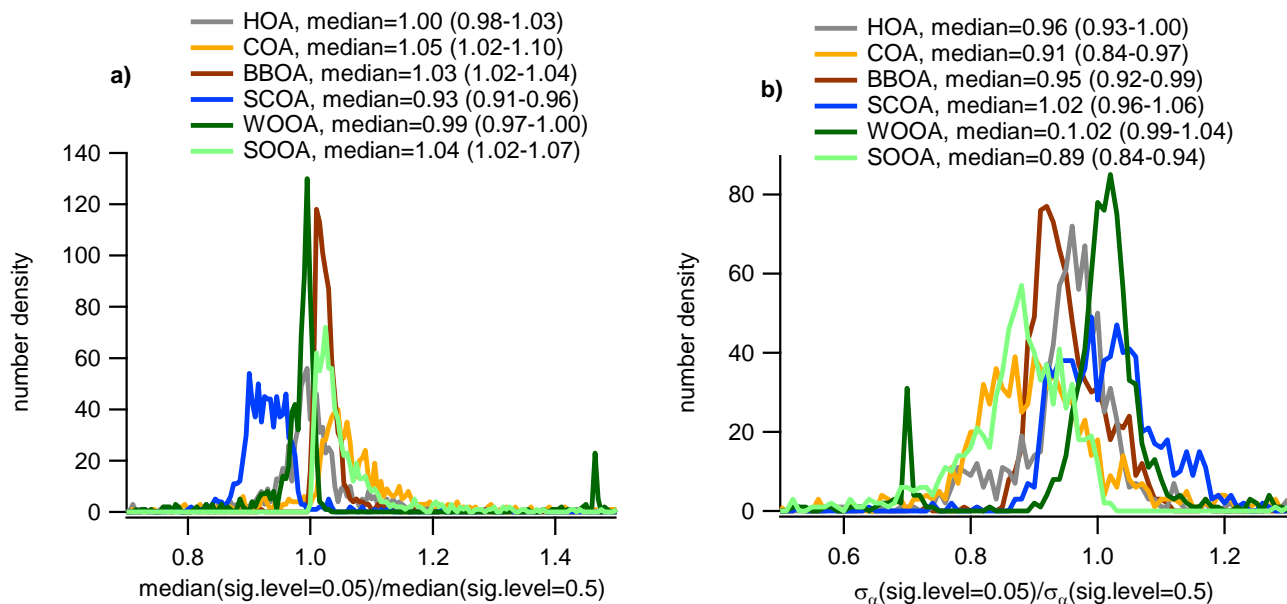 HOA, median=1.00 (0.98-1.03)
COA, median=1.05 (1.02-1.10)
a)
BBOA, median=1.03 (1.02-1.04)
SCOA, median=0.93 (0.91-0.96)
WOOA, median=0.99 (0.97-1.00)
SOOA, median=1.04 (1.02-1.07)
140
120
100
80
60
40
20
0
number density
0.8 1.0 1.2 1.4
median(sig.level=0.05)/median(sig.level=0.5)
HOA, median=0.96 (0.93-1.00)
COA, median=0.91 (0.84-0.97)
b)
BBOA, median=0.95 (0.92-0.99)
SCOA, median=1.02 (0.96-1.06)
WOOA, median=0.1.02 (0.99-1.04)
SOOA, median=0.89 (0.84-0.94)
80
60
40
20
0
number density
0.6 0.8 1.0 1.2
σα(sig.level=0.05)/σα(sig.level=0.5)